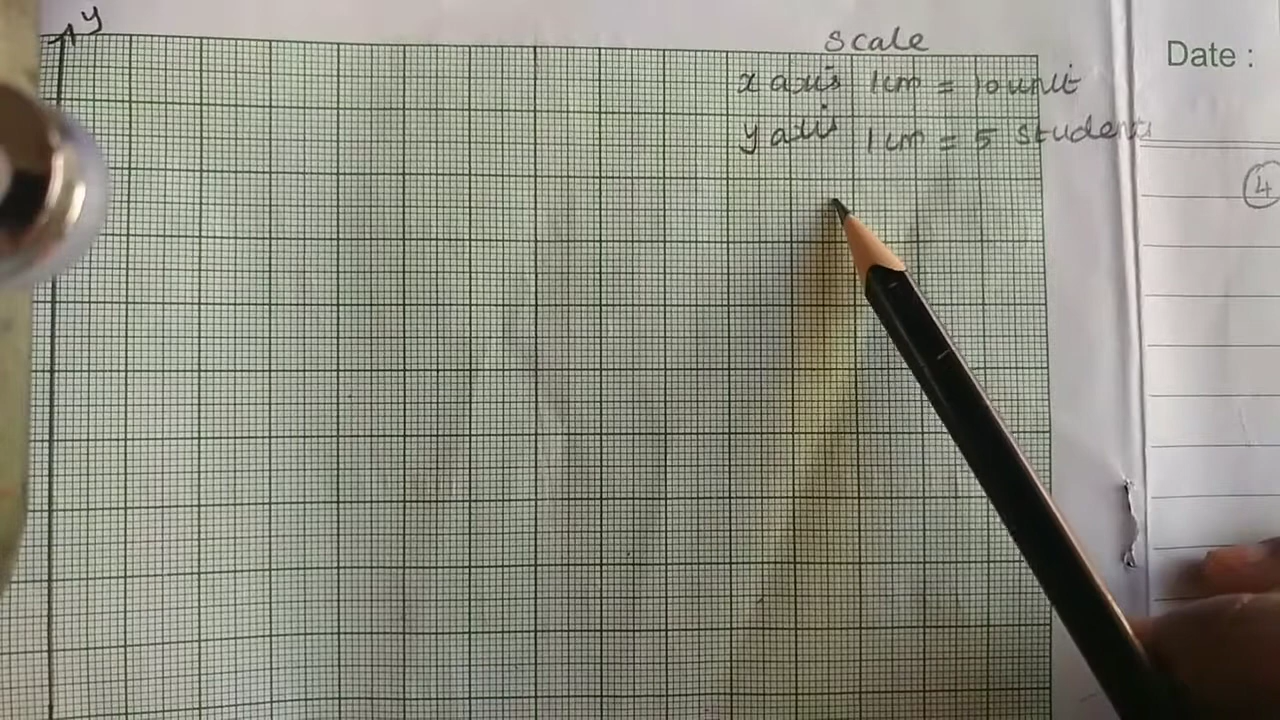 y
scale
x axis 1cm = 10 unit
y axis 1cm = 5 students
Date :
4